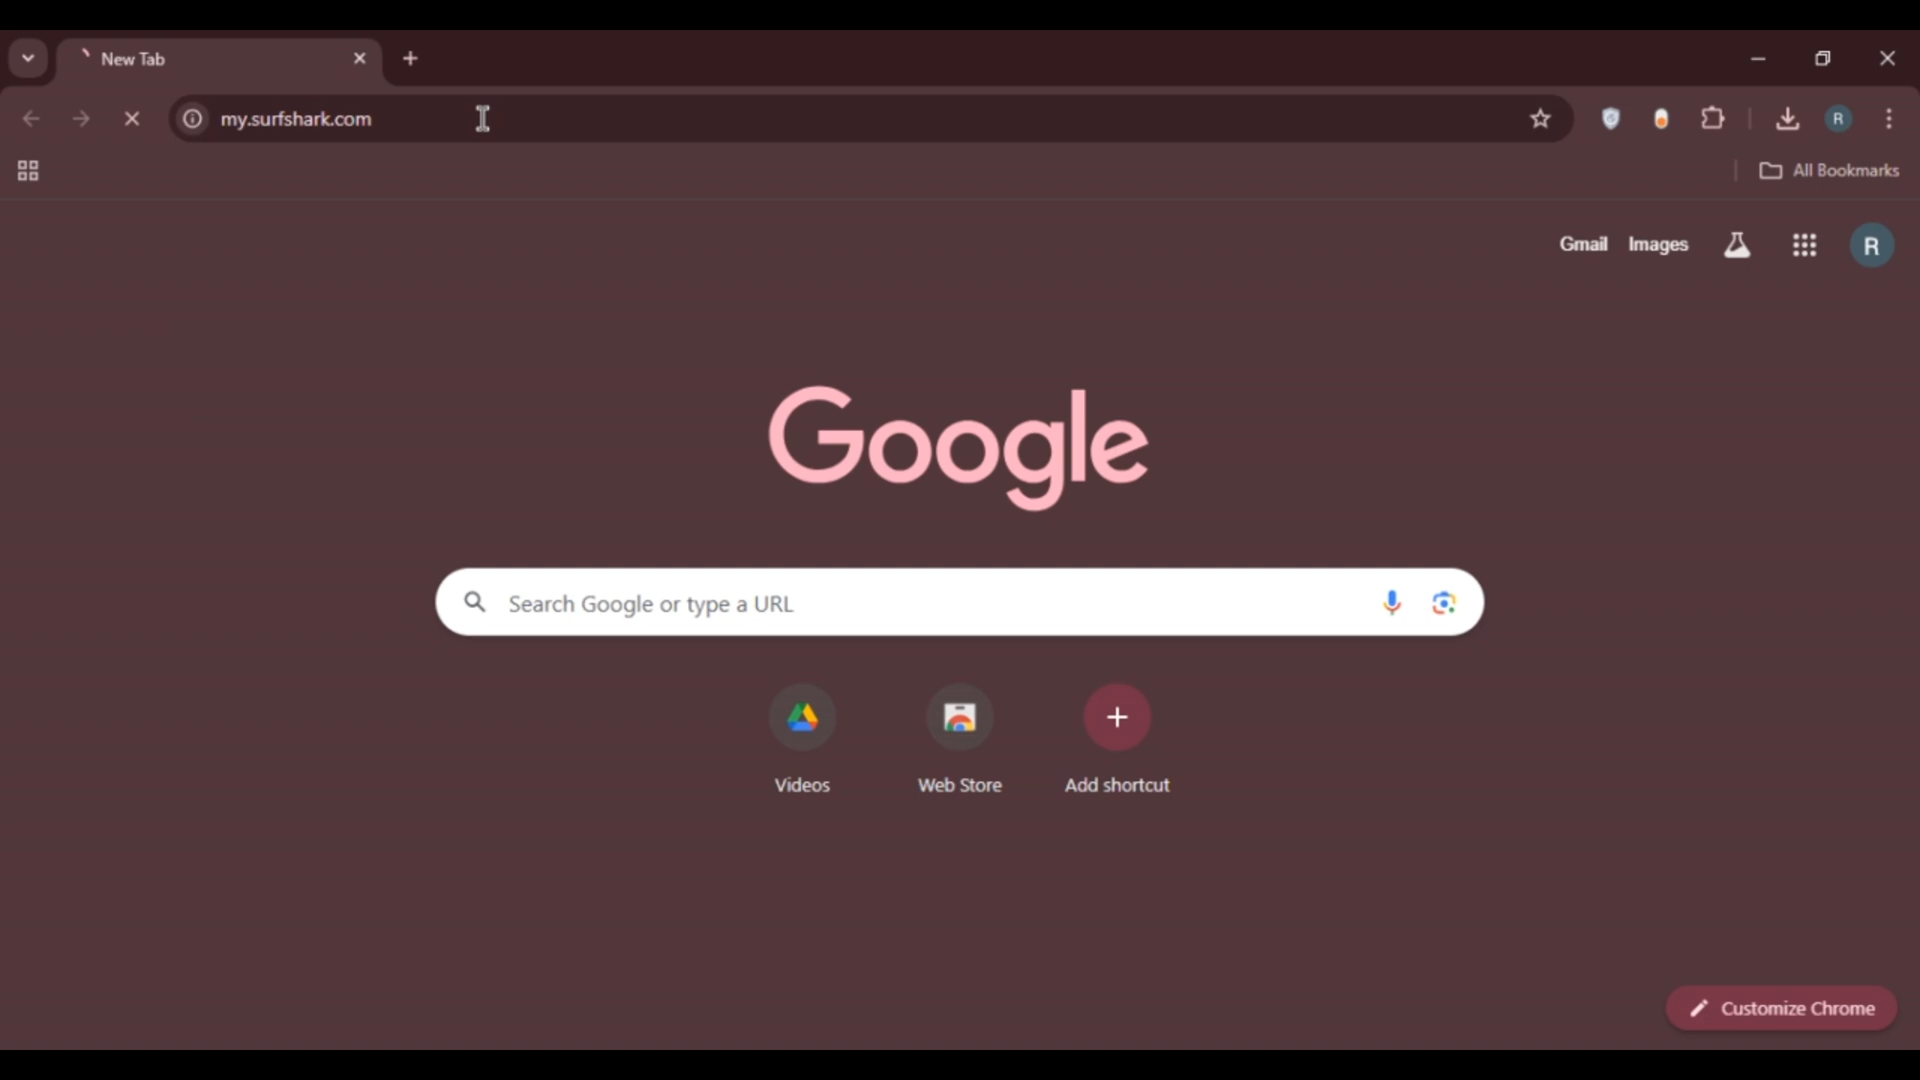 New Tab
my.surfshark.com
R
All Bookmarks
Gmail Images R
Google
Search Google or type a URL
Videos Web Store Add shortcut
Customize Chrome